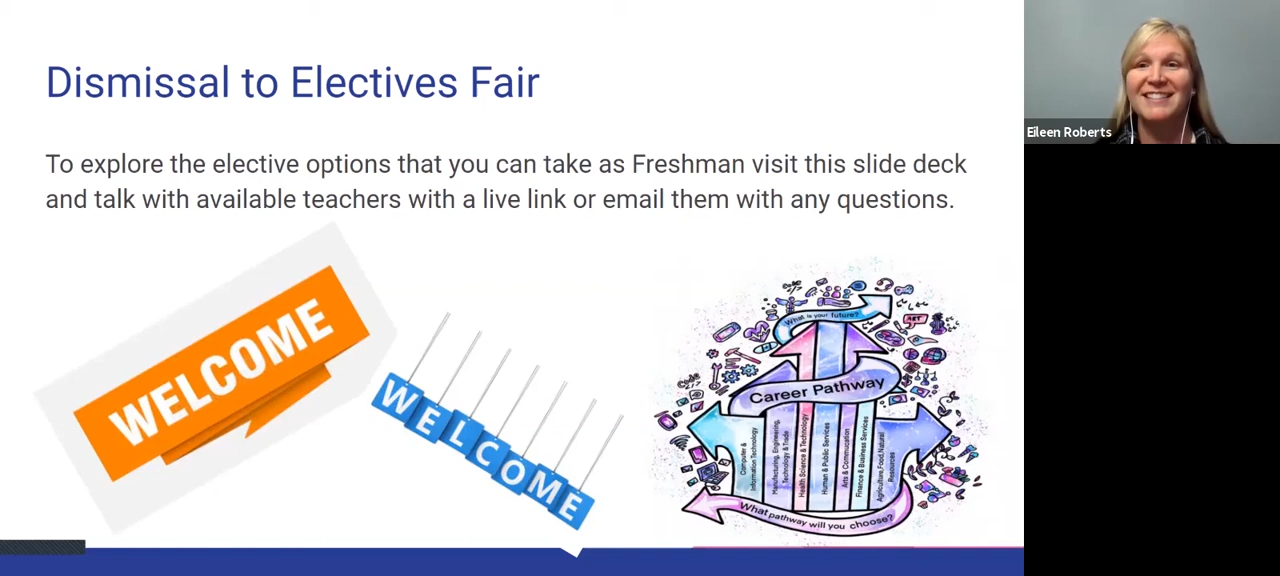 Dismissal to Electives Fair
Eileen Roberts
To explore the elective options that you can take as Freshman visit this slide deck
and talk with available teachers with a live link or email them with any questions.
WELCOME
WELCOME
What is your future?
ART
Code
</>
Career Pathway
Computer &
Information Technology
Manufacturing, Engineering,
Technology & Trade
Health Science & Technology
Human & Public Services
Arts & Commucation
Finance & Business Services
Agriculture, Food, Natural
Resources
What pathway will you choose?